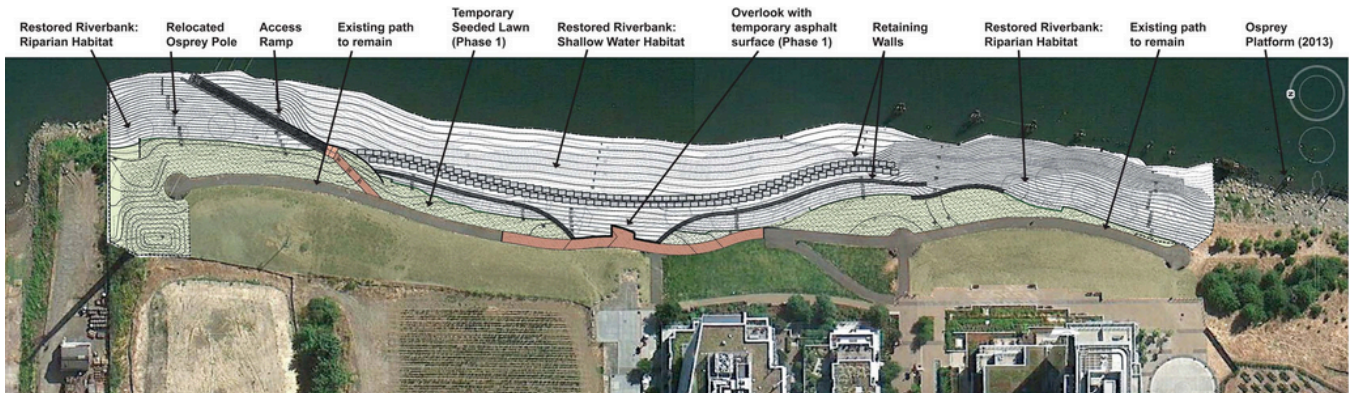 Restored Riverbank:
Riparian Habitat
Relocated
Osprey Pole
Access
Ramp
Existing path
to remain
Temporary
Seeded Lawn
(Phase 1)
Restored Riverbank:
Shallow Water Habitat
Overlook with
temporary asphalt
surface (Phase 1)
Retaining
Walls
Restored Riverbank:
Riparian Habitat
Existing path
to remain
Osprey
Platform (2013)
N